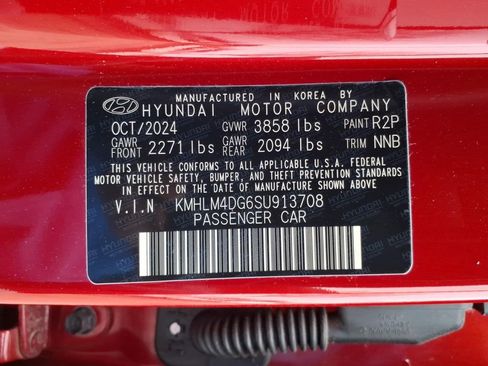 MANUFACTURED IN KOREA BY
HYUNDAI MOTOR COMPANY
OCT/2024 GVWR 3858 lbs PAINT R2P
GAWR FRONT 2271 lbs GAWR REAR 2094 lbs TRIM NNB
THIS VEHICLE CONFORMS TO ALL APPLICABLE U.S.A. FEDERAL
MOTOR VEHICLE SAFETY, BUMPER, AND THEFT PREVENTION STANDARDS
IN EFFECT ON THE DATE OF MANUFACTURE SHOWN ABOVE.
V.I.N KMHLM4DG6SU913708
PASSENGER CAR